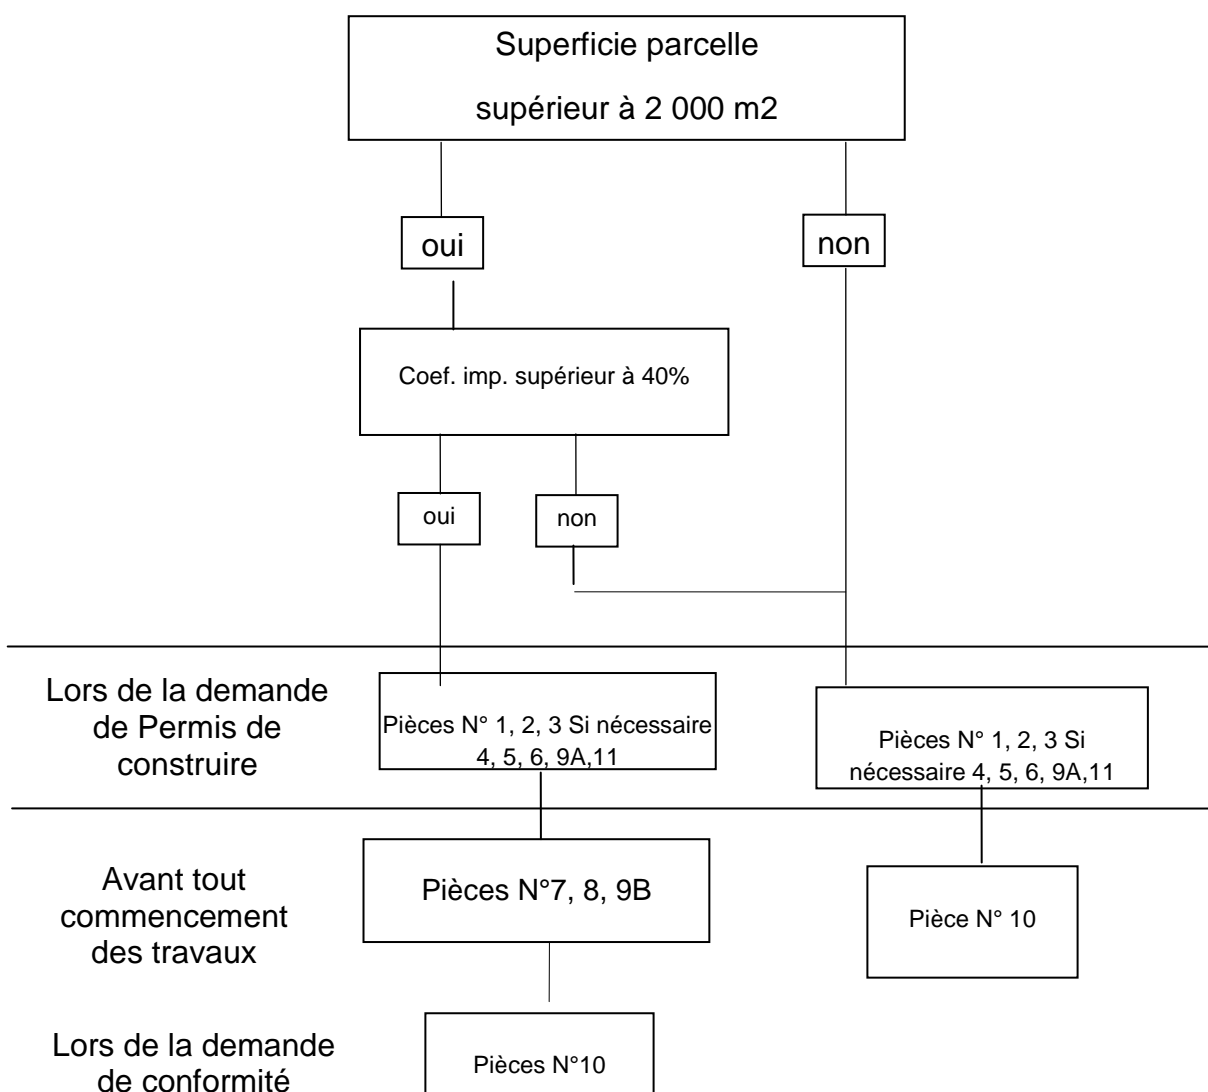 Superficie parcelle
supérieur à 2 000 m2
oui
non
Coef. imp. supérieur à 40%
oui
non
Lors de la demande
de Permis de
construire
Pièces N° 1, 2, 3 Si nécessaire
4, 5, 6, 9A,11
Pièces N° 1, 2, 3 Si
nécessaire 4, 5, 6, 9A,11
Avant tout
commencement
des travaux
Pièces N°7, 8, 9B
Pièce N° 10
Lors de la demande
de conformité
Pièces N°10